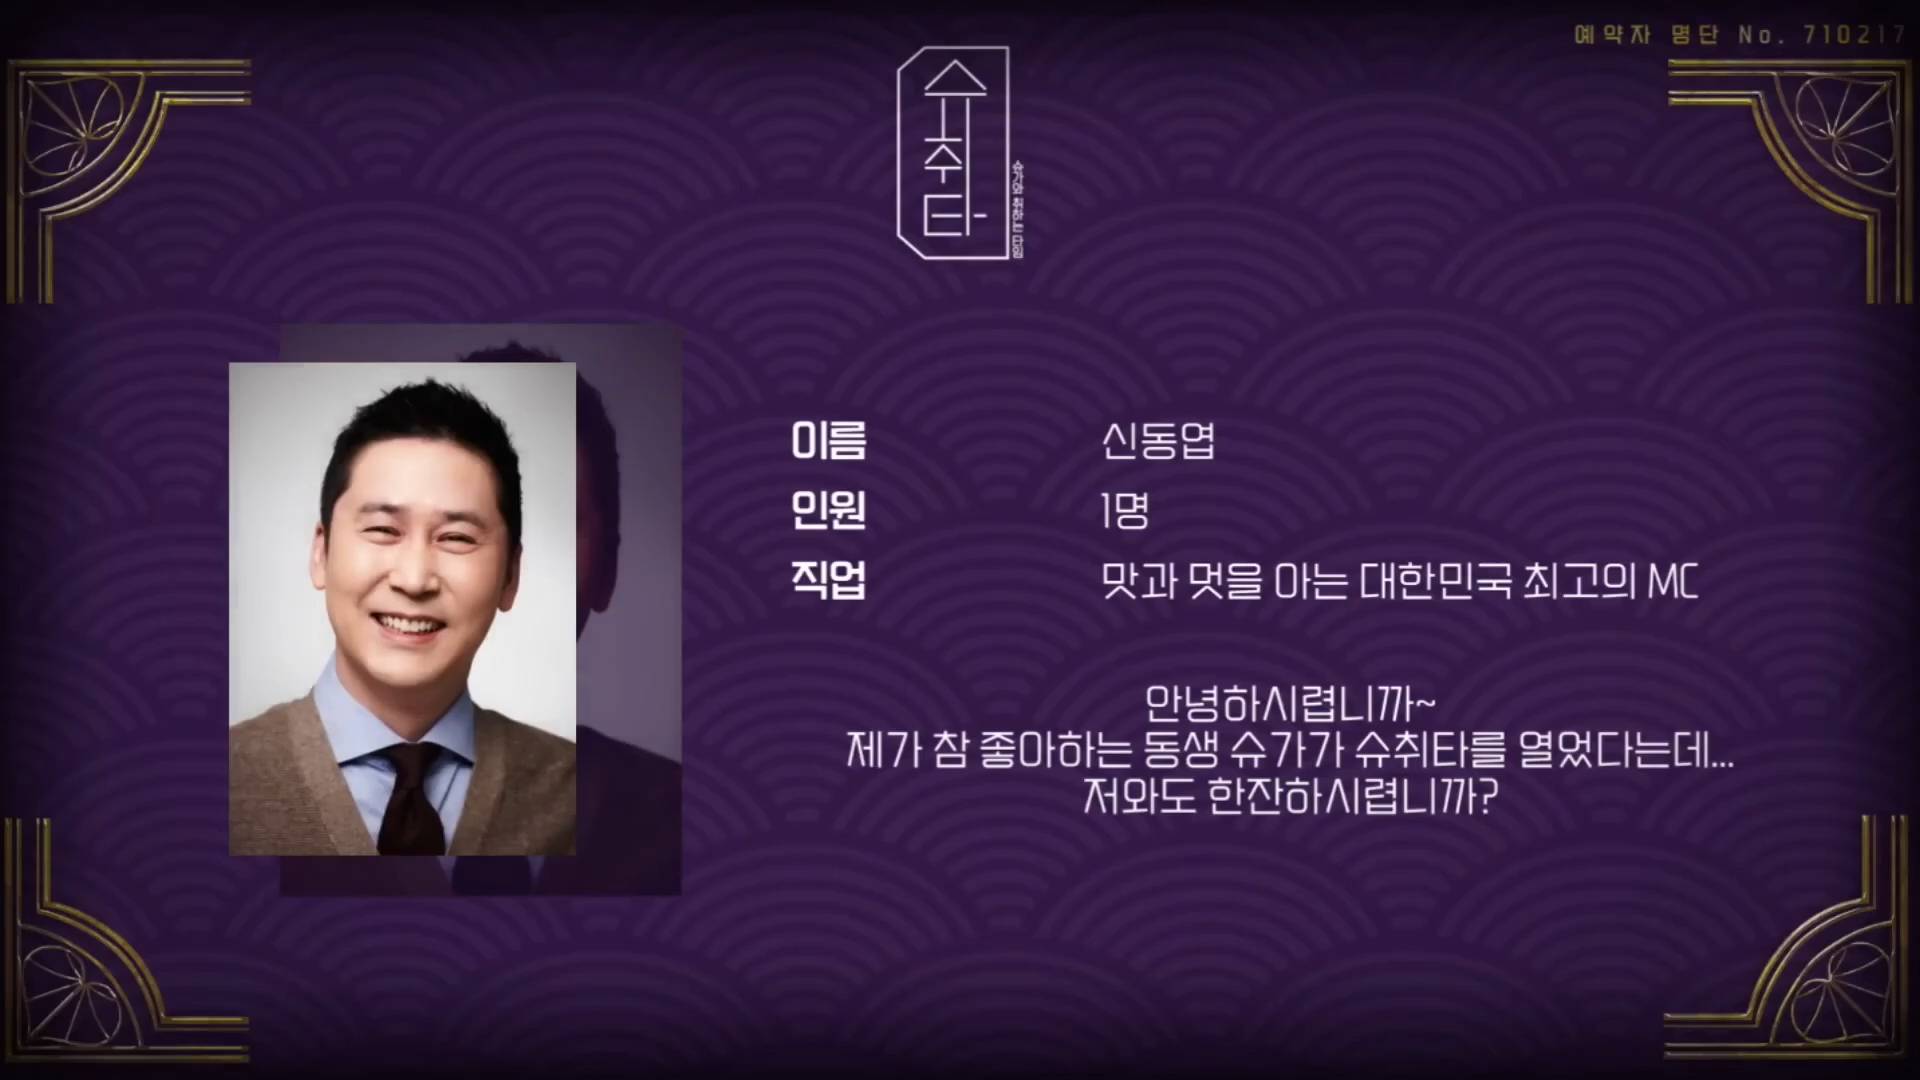 예약자 명단 No. 710217
슈취타
슈가와 취하는 타임
이름 신동엽
인원 1명
직업 맛과 멋을 아는 대한민국 최고의 MC
안녕하시렵니까~
제가 참 좋아하는 동생 슈가가 슈취타를 열었다는데...
저와도 한잔하시렵니까?